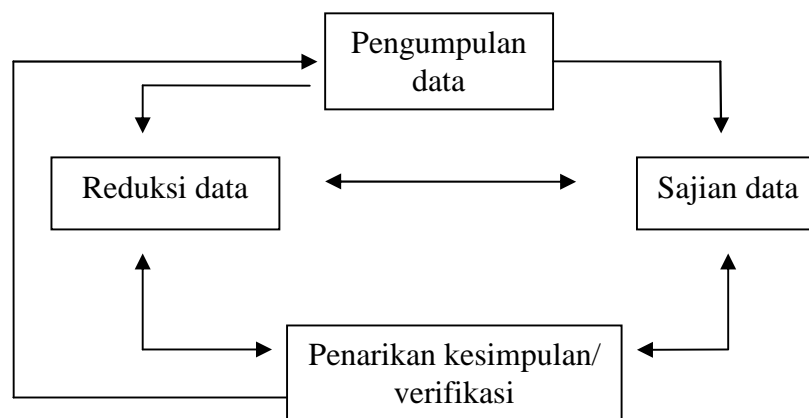 Pengumpulan
data
Reduksi data
Sajian data
Penarikan kesimpulan/
verifikasi